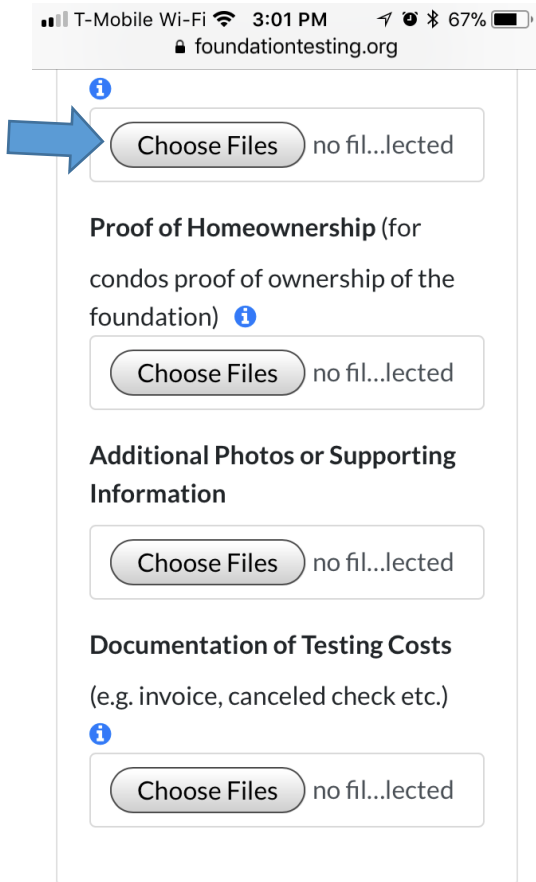 T-Mobile Wi-Fi 3:01 PM 67%
foundationtesting.org
Choose Files no fil...lected
Proof of Homeownership (for
condos proof of ownership of the
foundation)
Choose Files no fil...lected
Additional Photos or Supporting
Information
Choose Files no fil...lected
Documentation of Testing Costs
(e.g. invoice, canceled check etc.)
Choose Files no fil...lected